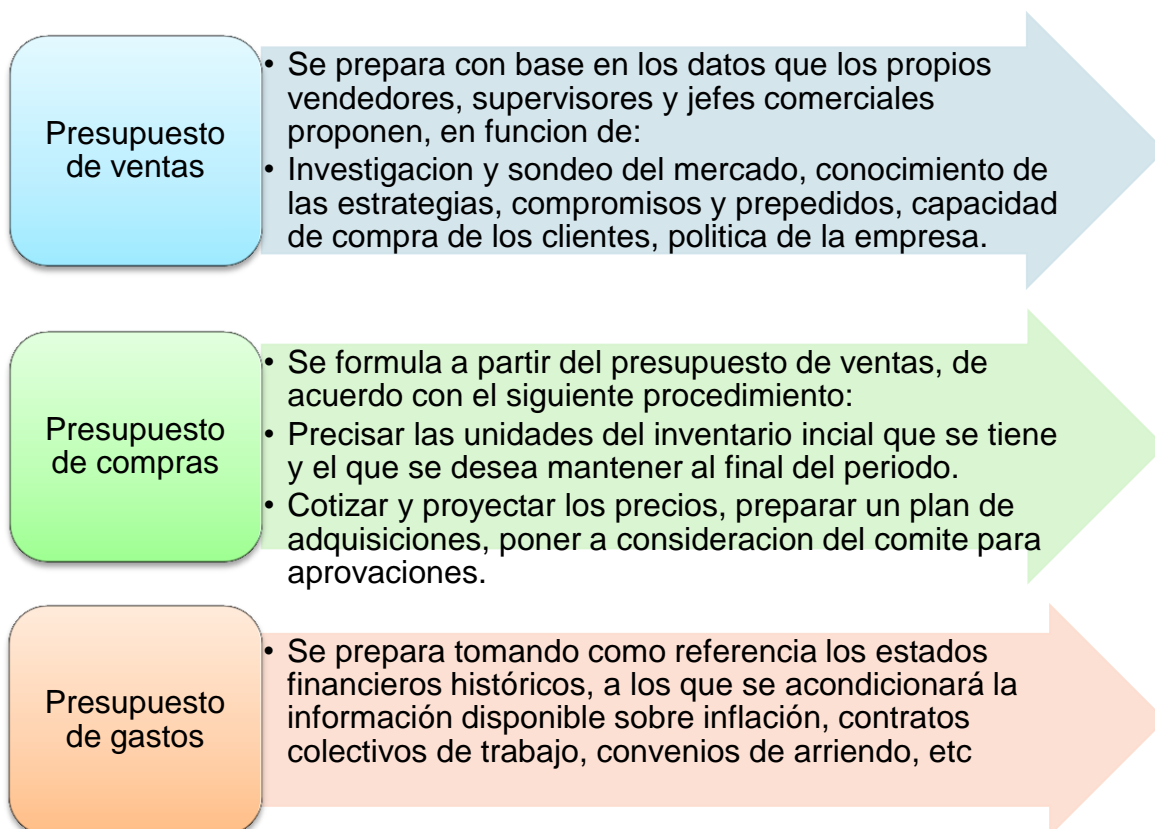 Presupuesto
de ventas
• Se prepara con base en los datos que los propios
vendedores, supervisores y jefes comerciales
proponen, en funcion de:
• Investigacion y sondeo del mercado, conocimiento de
las estrategias, compromisos y prepedidos, capacidad
de compra de los clientes, politica de la empresa.
Presupuesto
de compras
• Se formula a partir del presupuesto de ventas, de
acuerdo con el siguiente procedimiento:
• Precisar las unidades del inventario incial que se tiene
y el que se desea mantener al final del periodo.
• Cotizar y proyectar los precios, preparar un plan de
adquisiciones, poner a consideracion del comite para
aprovaciones.
Presupuesto
de gastos
• Se prepara tomando como referencia los estados
financieros históricos, a los que se acondicionará la
información disponible sobre inflación, contratos
colectivos de trabajo, convenios de arriendo, etc